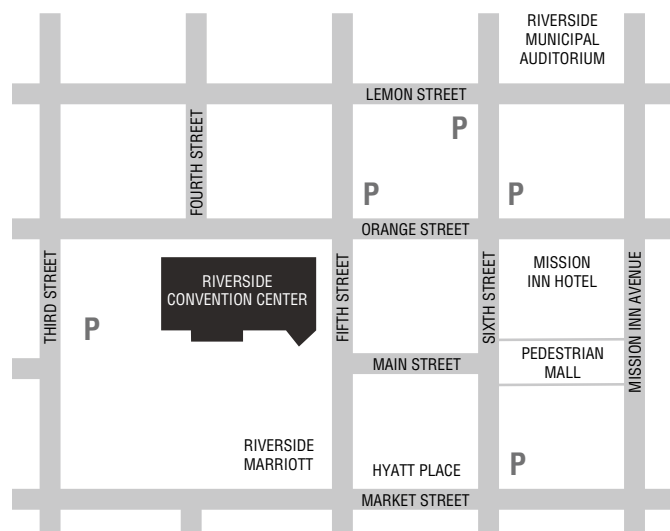 RIVERSIDE
MUNICIPAL
AUDITORIUM
LEMON STREET
P
FOURTH STREET
P
P
ORANGE STREET
THIRD STREET
RIVERSIDE
CONVENTION CENTER
FIFTH STREET
SIXTH STREET
MISSION
INN HOTEL
MISSION INN AVENUE
P
MAIN STREET
PEDESTRIAN
MALL
RIVERSIDE
MARRIOTT
HYATT PLACE
P
MARKET STREET